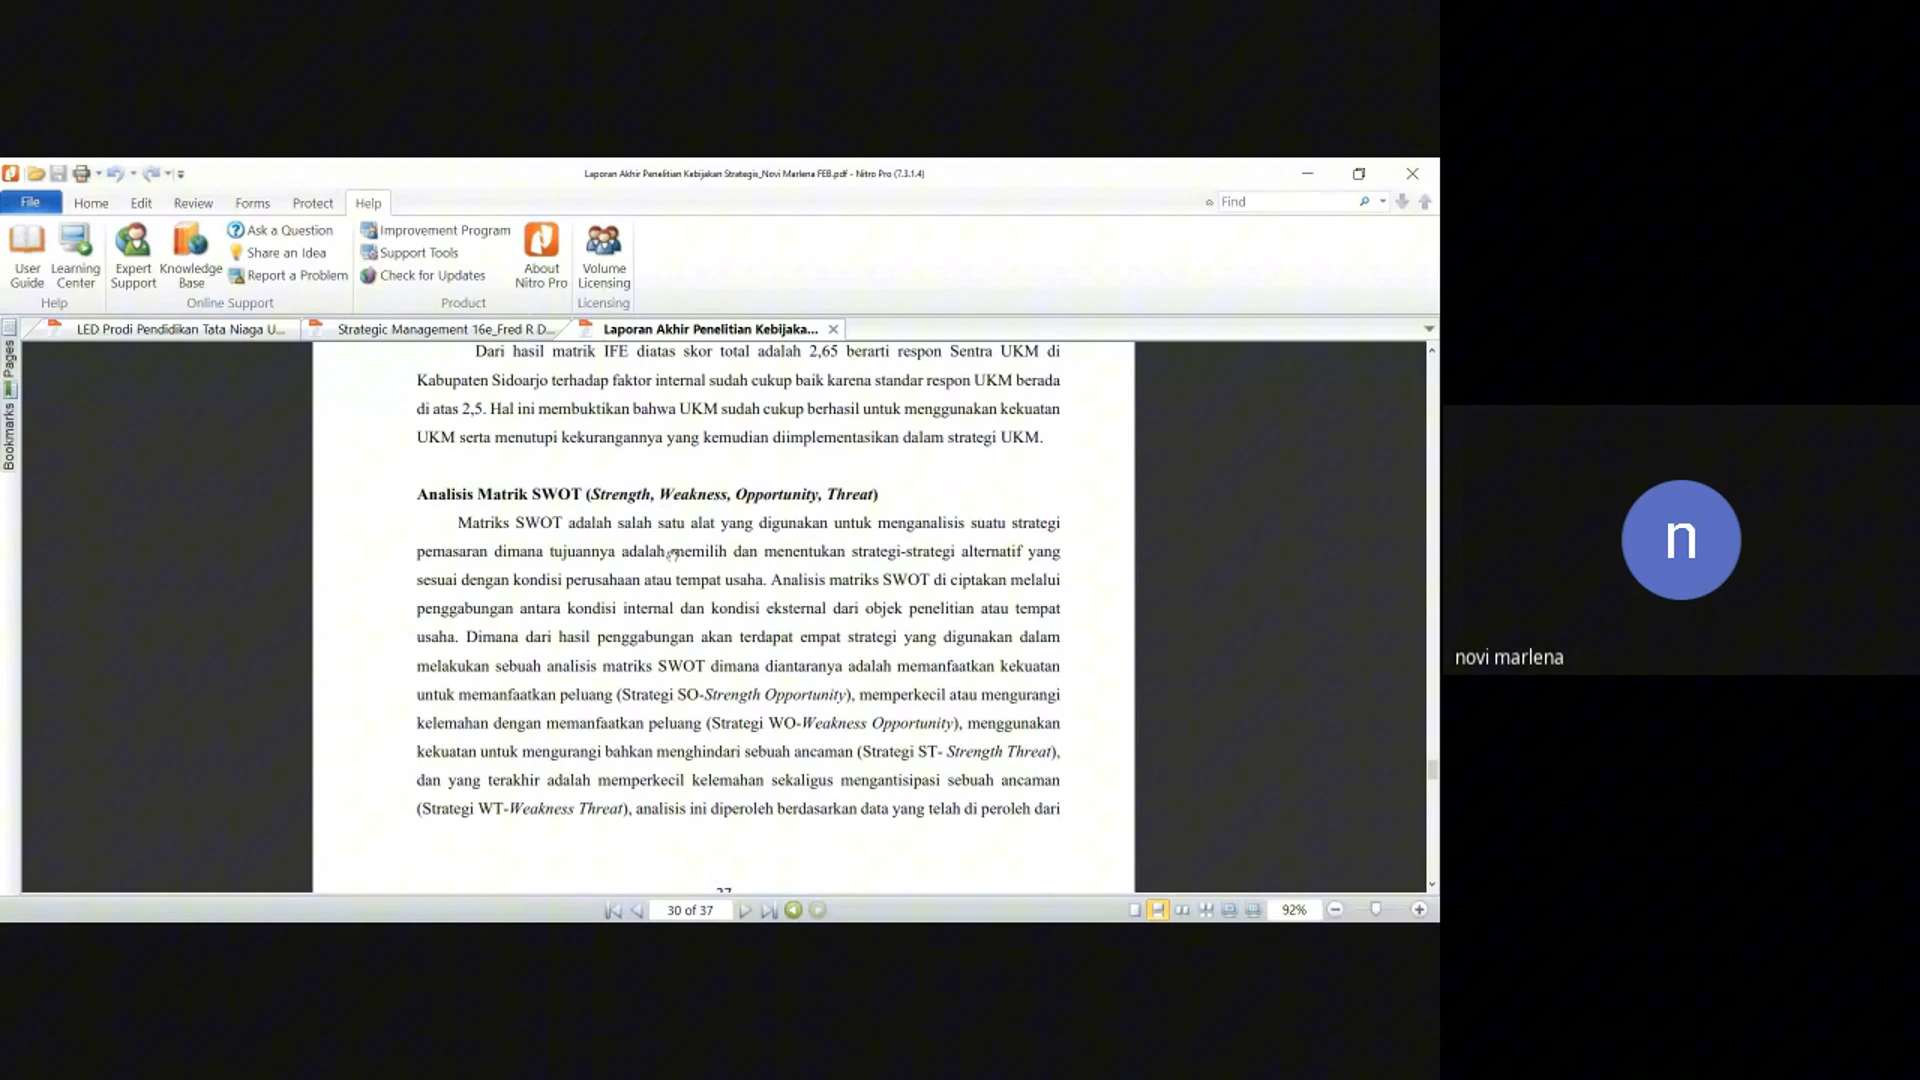 Laporan Akhir Penelitian Kebijakan Strategis_Novi Marlena FEB.pdf - Nitro Pro (7.3.1.4)
File Home Edit Review Forms Protect Help Find
User Guide
Learning Center
Help
Expert Support
Knowledge Base
Ask a Question
Share an Idea
Report a Problem
Online Support
Improvement Program
Support Tools
Check for Updates
About Nitro Pro
Product
Volume Licensing
Licensing
LED Prodi Pendidikan Tata Niaga U...
Strategic Management 16e_Fred R D...
Laporan Akhir Penelitian Kebijaka...
Pages
Bookmarks
Dari hasil matrik IFE diatas skor total adalah 2,65 berarti respon Sentra UKM di
Kabupaten Sidoarjo terhadap faktor internal sudah cukup baik karena standar respon UKM berada
di atas 2,5. Hal ini membuktikan bahwa UKM sudah cukup berhasil untuk menggunakan kekuatan
UKM serta menutupi kekurangannya yang kemudian diimplementasikan dalam strategi UKM.
Analisis Matrik SWOT (Strength, Weakness, Opportunity, Threat)
Matriks SWOT adalah salah satu alat yang digunakan untuk menganalisis suatu strategi
pemasaran dimana tujuannya adalah memilih dan menentukan strategi-strategi alternatif yang
sesuai dengan kondisi perusahaan atau tempat usaha. Analisis matriks SWOT di ciptakan melalui
penggabungan antara kondisi internal dan kondisi eksternal dari objek penelitian atau tempat
usaha. Dimana dari hasil penggabungan akan terdapat empat strategi yang digunakan dalam
melakukan sebuah analisis matriks SWOT dimana diantaranya adalah memanfaatkan kekuatan
untuk memanfaatkan peluang (Strategi SO-Strength Opportunity), memperkecil atau mengurangi
kelemahan dengan memanfaatkan peluang (Strategi WO-Weakness Opportunity), menggunakan
kekuatan untuk mengurangi bahkan menghindari sebuah ancaman (Strategi ST- Strength Threat),
dan yang terakhir adalah memperkecil kelemahan sekaligus mengantisipasi sebuah ancaman
(Strategi WT-Weakness Threat), analisis ini diperoleh berdasarkan data yang telah di peroleh dari
30 of 37
92%
n
novi marlena